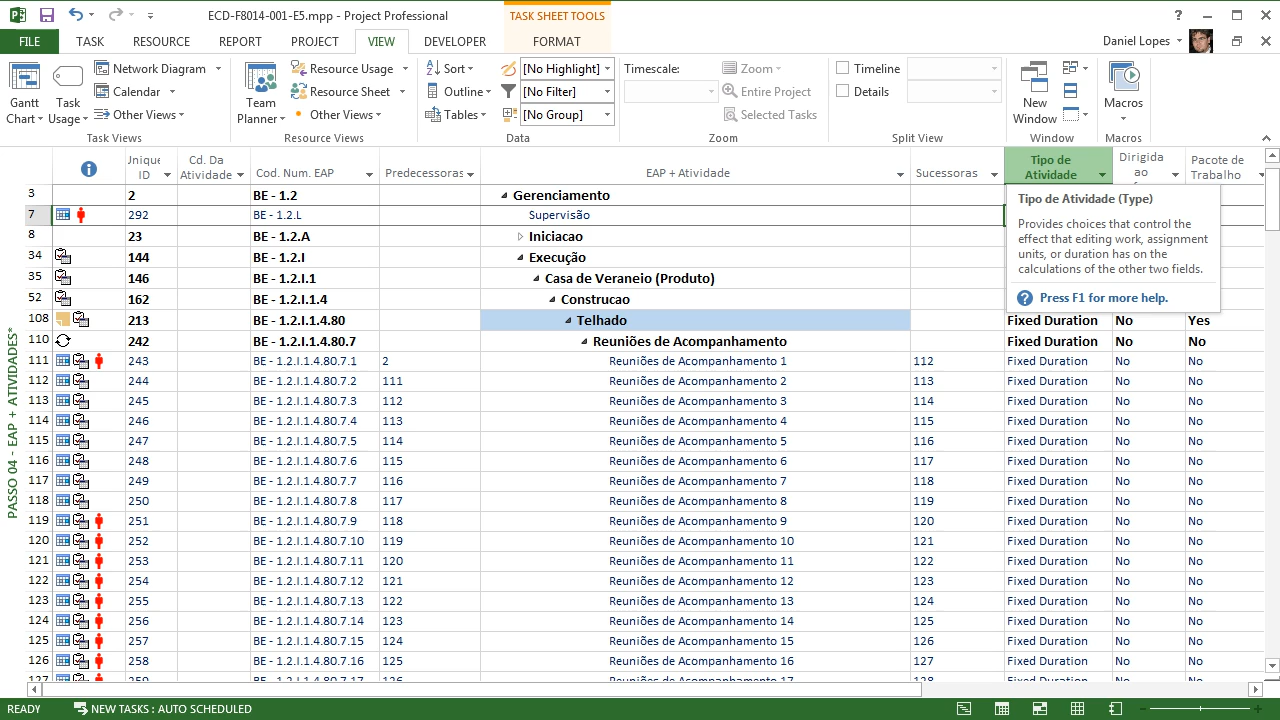 ECD-F8014-001-E5.mpp - Project Professional
TASK SHEET TOOLS
FILE TASK RESOURCE REPORT PROJECT VIEW DEVELOPER FORMAT
Daniel Lopes
Gantt Chart
Task Usage
Network Diagram
Calendar
Other Views
Task Views
Team Planner
Resource Usage
Resource Sheet
Other Views
Resource Views
Sort
Outline
Tables
[No Highlight]
[No Filter]
[No Group]
Data
Timescale:
Zoom
Entire Project
Selected Tasks
Zoom
Timeline
Details
Split View
New Window
Window
Macros
Macros
Unique ID
Cd. Da Atividade
Cod. Num. EAP
Predecessoras
EAP + Atividade
Sucessoras
Tipo de Atividade
Dirigida ao
Pacote de Trabalho
3 2 BE - 1.2 Gerenciamento
7 292 BE - 1.2.L Supervisão
8 23 BE - 1.2.A Iniciacao
34 144 BE - 1.2.I Execução
35 146 BE - 1.2.I.1 Casa de Veraneio (Produto)
52 162 BE - 1.2.I.1.4 Construcao
108 213 BE - 1.2.I.1.4.80 Telhado Fixed Duration No Yes
110 242 BE - 1.2.I.1.4.80.7 Reuniões de Acompanhamento Fixed Duration No No
111 243 BE - 1.2.I.1.4.80.7.1 2 Reuniões de Acompanhamento 1 112 Fixed Duration No No
112 244 BE - 1.2.I.1.4.80.7.2 111 Reuniões de Acompanhamento 2 113 Fixed Duration No No
113 245 BE - 1.2.I.1.4.80.7.3 112 Reuniões de Acompanhamento 3 114 Fixed Duration No No
114 246 BE - 1.2.I.1.4.80.7.4 113 Reuniões de Acompanhamento 4 115 Fixed Duration No No
115 247 BE - 1.2.I.1.4.80.7.5 114 Reuniões de Acompanhamento 5 116 Fixed Duration No No
116 248 BE - 1.2.I.1.4.80.7.6 115 Reuniões de Acompanhamento 6 117 Fixed Duration No No
117 249 BE - 1.2.I.1.4.80.7.7 116 Reuniões de Acompanhamento 7 118 Fixed Duration No No
118 250 BE - 1.2.I.1.4.80.7.8 117 Reuniões de Acompanhamento 8 119 Fixed Duration No No
119 251 BE - 1.2.I.1.4.80.7.9 118 Reuniões de Acompanhamento 9 120 Fixed Duration No No
120 252 BE - 1.2.I.1.4.80.7.10 119 Reuniões de Acompanhamento 10 121 Fixed Duration No No
121 253 BE - 1.2.I.1.4.80.7.11 120 Reuniões de Acompanhamento 11 122 Fixed Duration No No
122 254 BE - 1.2.I.1.4.80.7.12 121 Reuniões de Acompanhamento 12 123 Fixed Duration No No
123 255 BE - 1.2.I.1.4.80.7.13 122 Reuniões de Acompanhamento 13 124 Fixed Duration No No
124 256 BE - 1.2.I.1.4.80.7.14 123 Reuniões de Acompanhamento 14 125 Fixed Duration No No
125 257 BE - 1.2.I.1.4.80.7.15 124 Reuniões de Acompanhamento 15 126 Fixed Duration No No
126 258 BE - 1.2.I.1.4.80.7.16 125 Reuniões de Acompanhamento 16 127 Fixed Duration No No
127 259 BE - 1.2.I.1.4.80.7.17 126 Reuniões de Acompanhamento 17 128 Fixed Duration No No
Tipo de Atividade (Type)
Provides choices that control the
effect that editing work, assignment
units, or duration has on the
calculations of the other two fields.
Press F1 for more help.
PASSO 04 - EAP + ATIVIDADES*
READY NEW TASKS : AUTO SCHEDULED